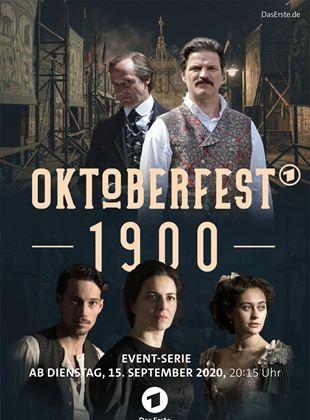 DasErste.de
OKTOBERFEST
1900
EVENT-SERIE
AB DIENSTAG, 15. SEPTEMBER 2020, 20:15 Uhr
Das Erste